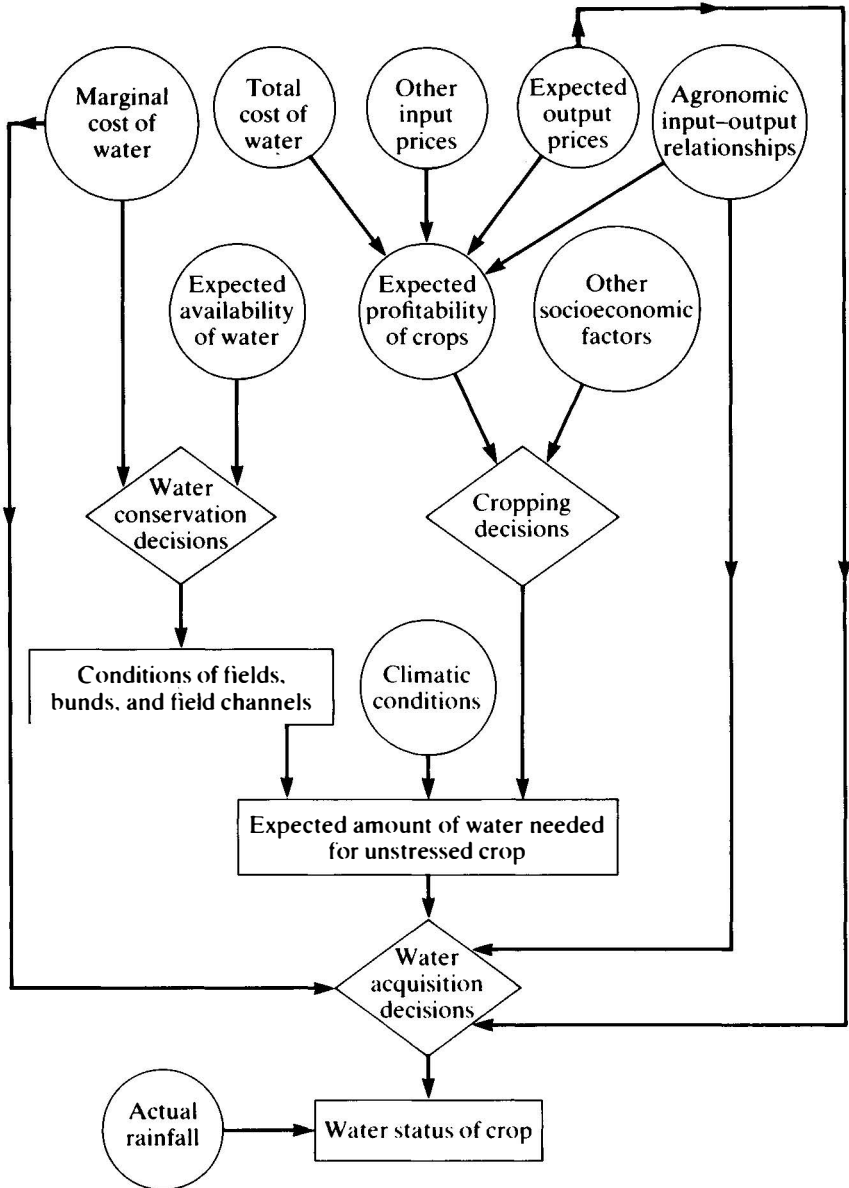 Marginal
cost of
water
Total
cost of
water
Other
input
prices
Expected
output
prices
Agronomic
input–output
relationships
Expected
availability
of water
Expected
profitability
of crops
Other
socioeconomic
factors
Water
conservation
decisions
Cropping
decisions
Conditions of fields,
bunds, and field channels
Climatic
conditions
Expected amount of water needed
for unstressed crop
Water
acquisition
decisions
Actual
rainfall
Water status of crop